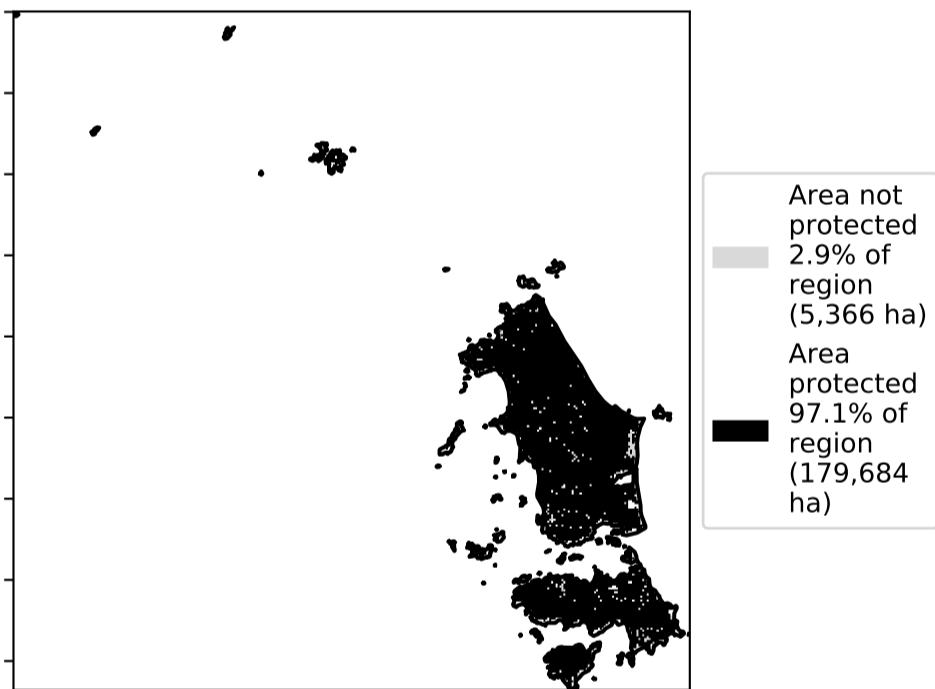 Area not
protected
2.9% of
region
(5,366 ha)
Area
protected
97.1% of
region
(179,684
ha)